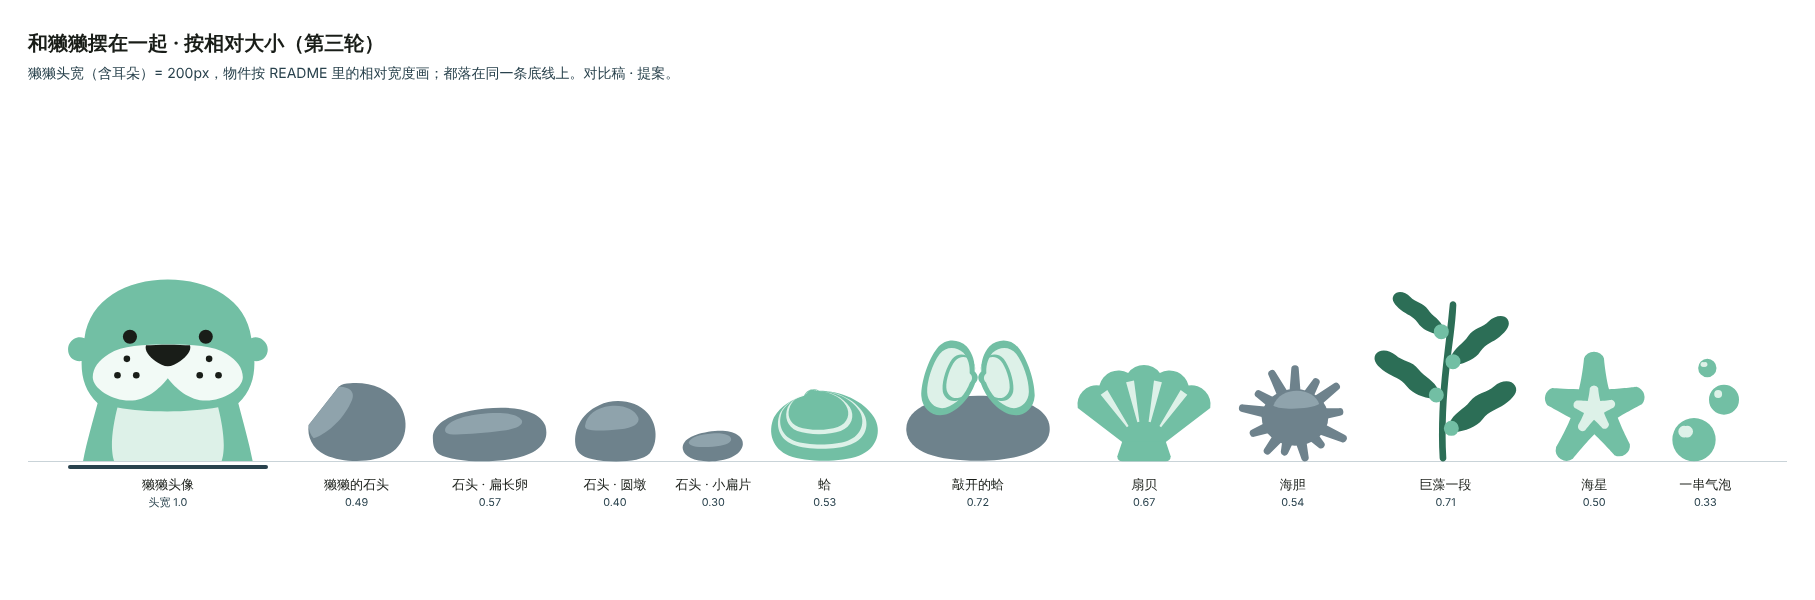 和獭獭摆在一起 · 按相对大小（第三轮）
獭獭头宽（含耳朵）= 200px，物件按 README 里的相对宽度画；都落在同一条底线上。对比稿 · 提案。
獭獭头像 獭獭的石头 石头 · 扁长卵 石头 · 圆墩 石头 · 小扁片 蛤 敲开的蛤 扇贝 海胆 巨藻一段 海星 一串气泡
头宽 1.0 0.49 0.57 0.40 0.30 0.53 0.72 0.67 0.54 0.71 0.50 0.33